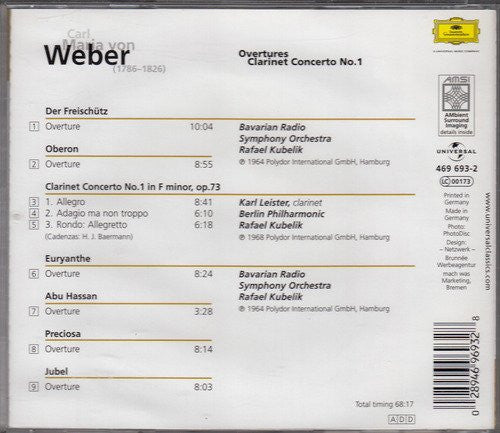 Carl
Maria von
Weber
(1786–1826)
Overtures
Clarinet Concerto No.1
Deutsche
Grammophon
A UNIVERSAL MUSIC COMPANY
Der Freischütz
1 Overture 10:04
Oberon
2 Overture 8:55
Bavarian Radio
Symphony Orchestra
Rafael Kubelik
℗ 1964 Polydor International GmbH, Hamburg
Clarinet Concerto No.1 in F minor, op.73
3 1. Allegro 8:41
4 2. Adagio ma non troppo 6:10
5 3. Rondo: Allegretto 6:18
(Cadenzas: H. J. Baermann)
Karl Leister, clarinet
Berlin Philharmonic
Rafael Kubelik
℗ 1968 Polydor International GmbH, Hamburg
Euryanthe
6 Overture 8:24
Abu Hassan
7 Overture 3:28
Bavarian Radio
Symphony Orchestra
Rafael Kubelik
℗ 1964 Polydor International GmbH, Hamburg
Preciosa
8 Overture 8:14
Jubel
9 Overture 8:03
Total timing 68:17
ADD
AMSI
AMbient
Surround
Imaging
details inside
UNIVERSAL
469 693-2
LC 00173
Printed in
Germany
Made in
Germany
Photo:
PhotoDisc
Design:
– Netzwerk –
Brunnée
Werbeagentur
mach was
Marketing,
Bremen
www.universalclassics.com
0 28946 96932 8